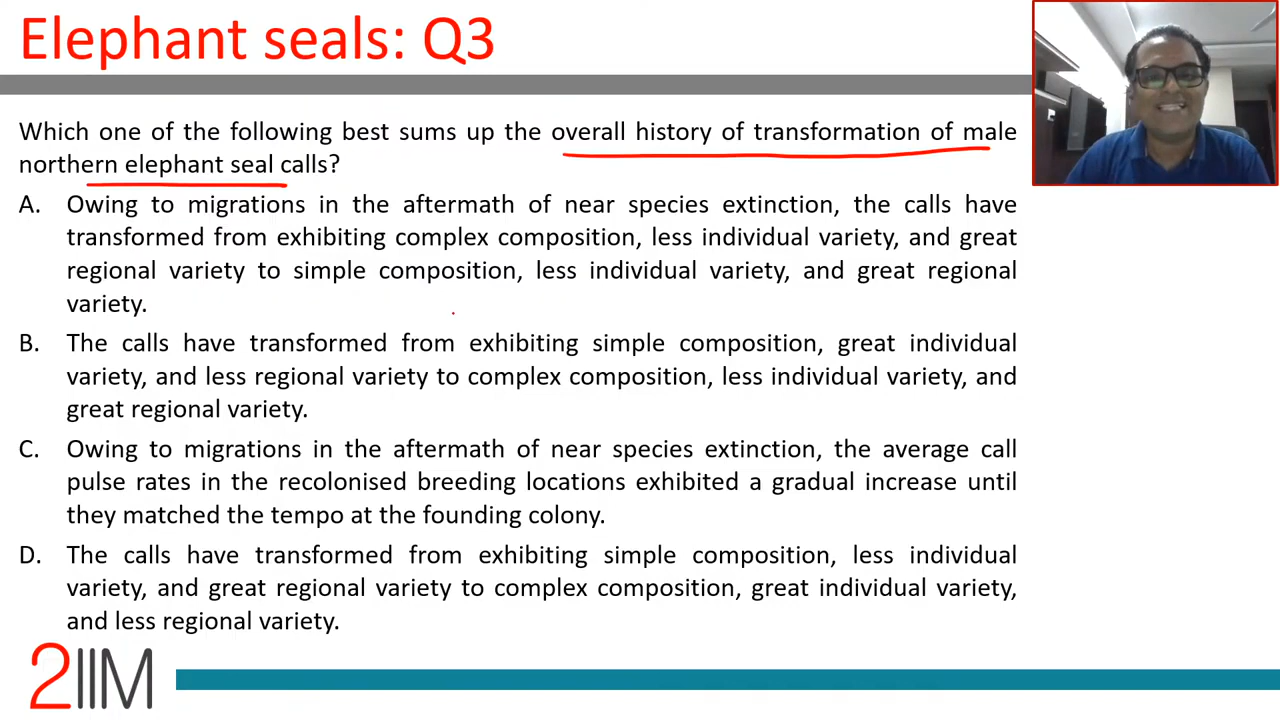 Elephant seals: Q3
Which one of the following best sums up the overall history of transformation of male
northern elephant seal calls?
A. Owing to migrations in the aftermath of near species extinction, the calls have
transformed from exhibiting complex composition, less individual variety, and great
regional variety to simple composition, less individual variety, and great regional
variety.
B. The calls have transformed from exhibiting simple composition, great individual
variety, and less regional variety to complex composition, less individual variety, and
great regional variety.
C. Owing to migrations in the aftermath of near species extinction, the average call
pulse rates in the recolonised breeding locations exhibited a gradual increase until
they matched the tempo at the founding colony.
D. The calls have transformed from exhibiting simple composition, less individual
variety, and great regional variety to complex composition, great individual variety,
and less regional variety.
2IIM